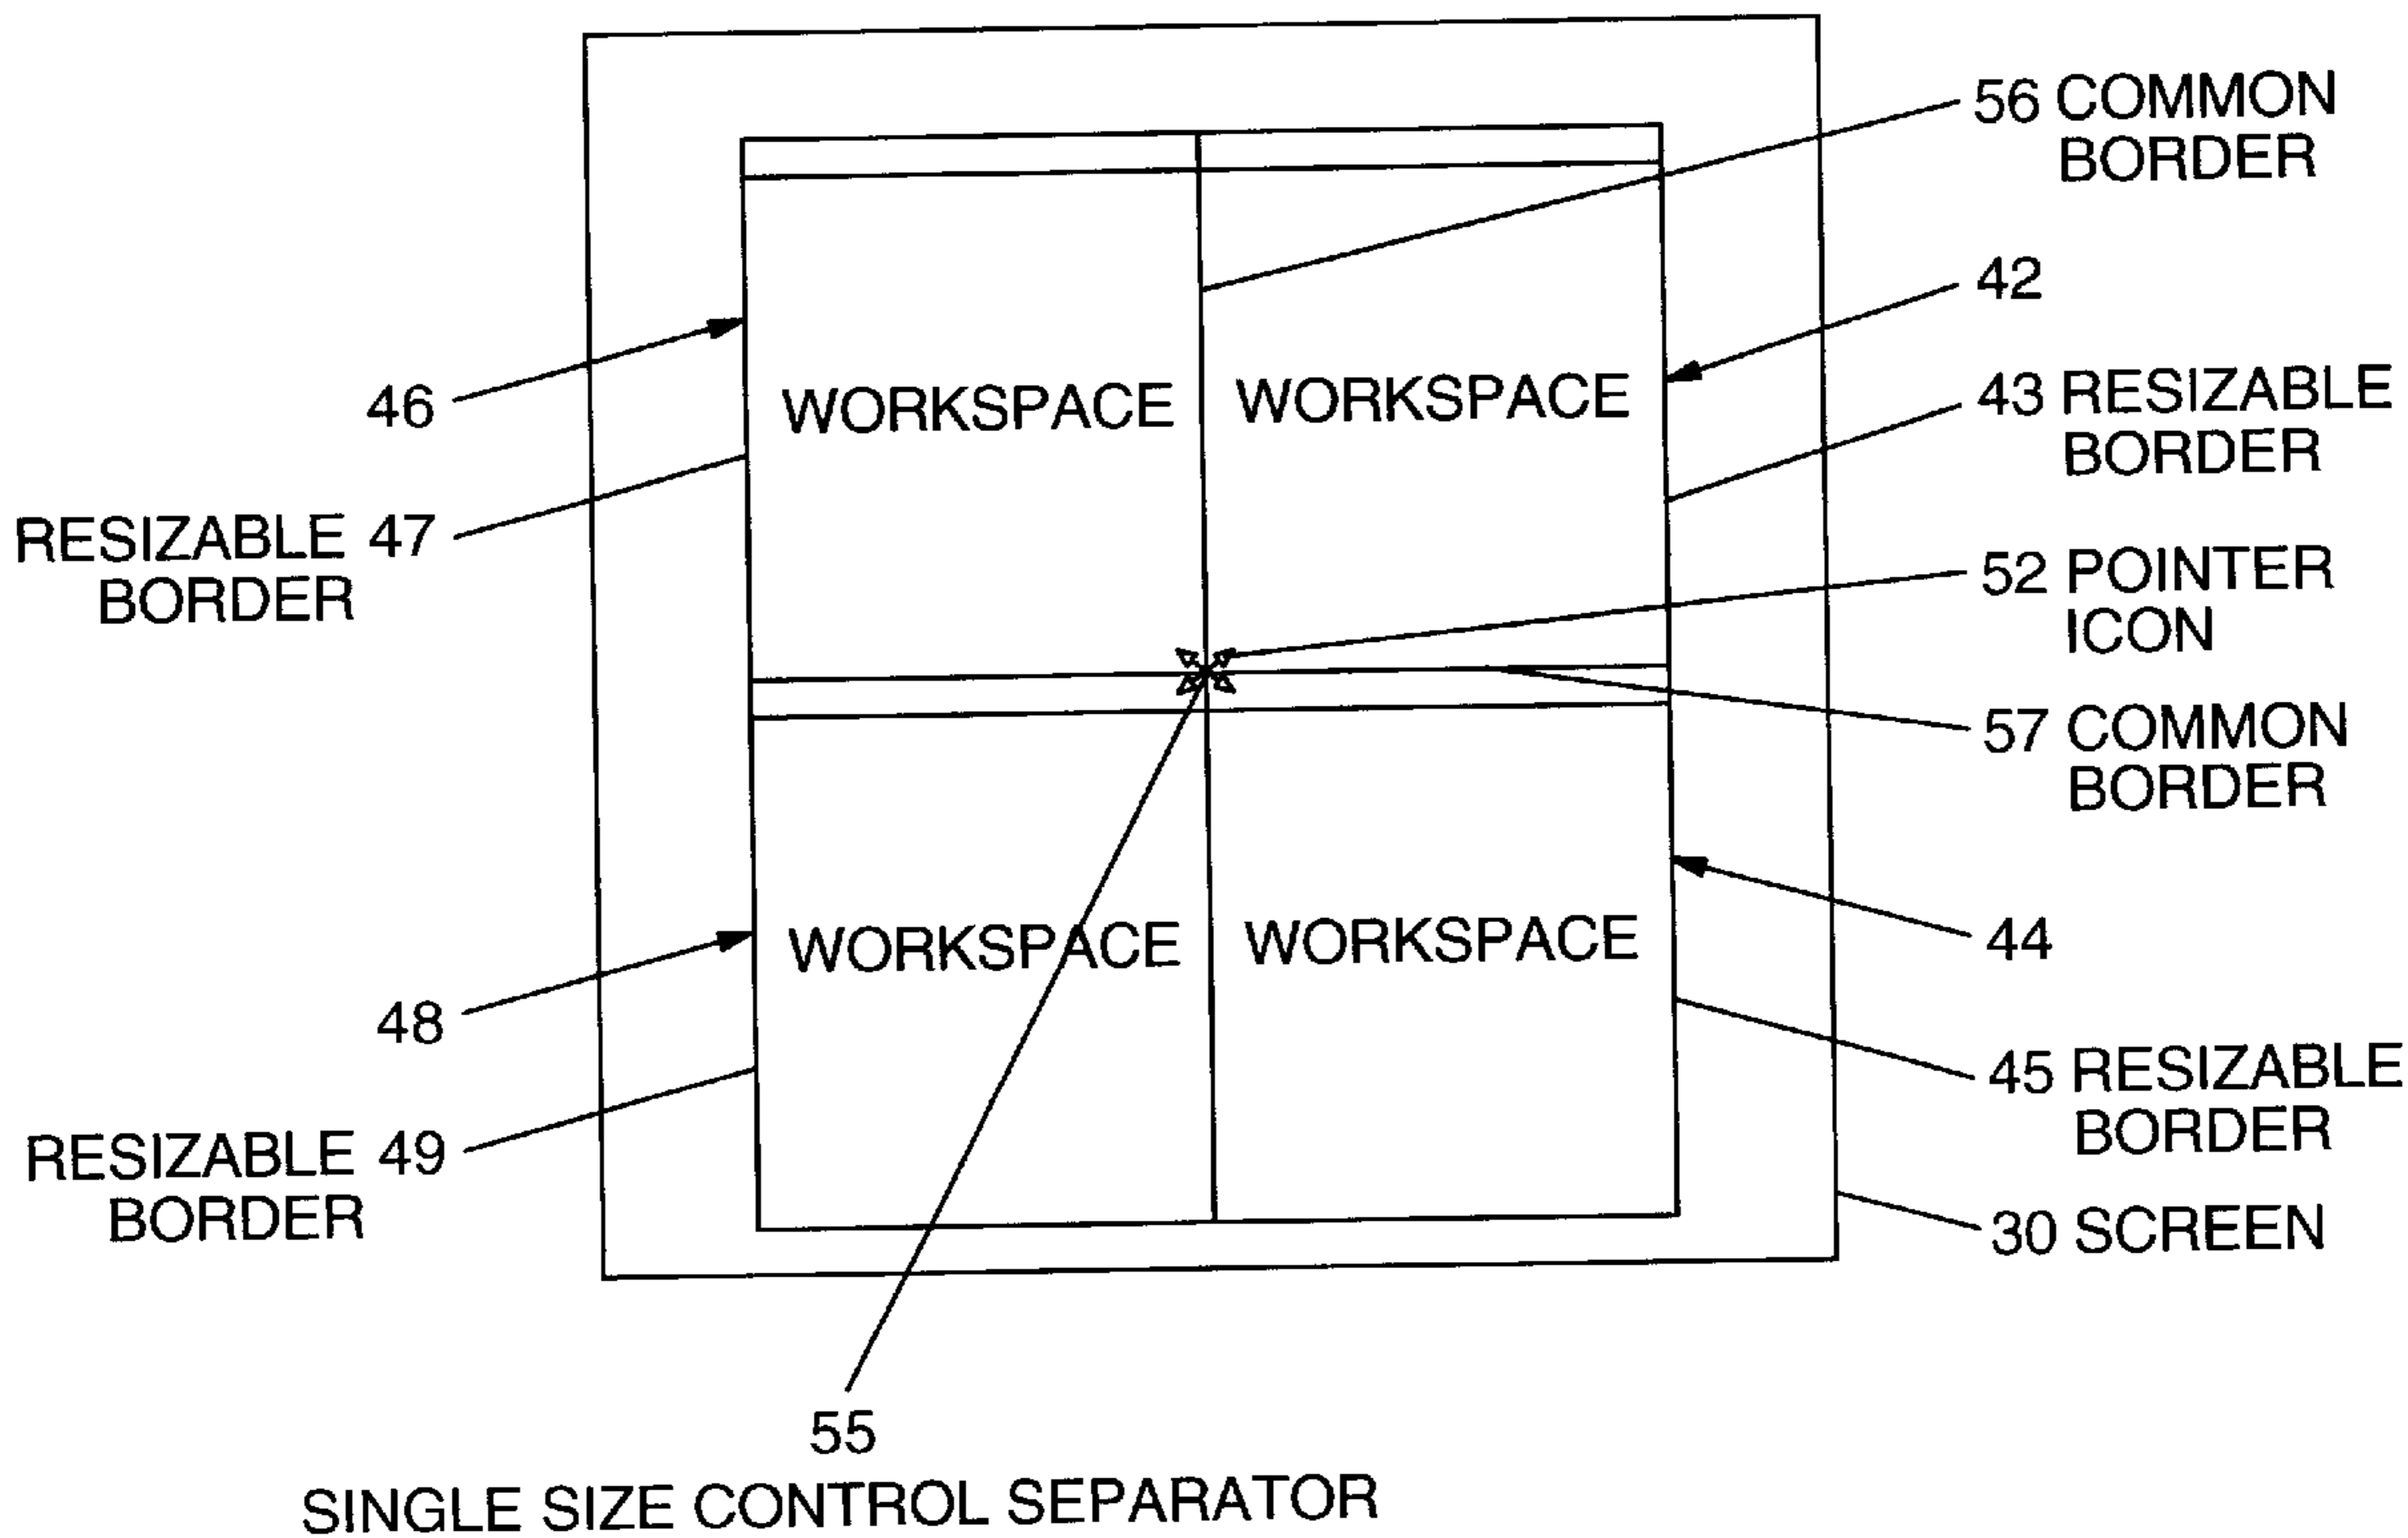 56 COMMON
BORDER
42
46
WORKSPACE
WORKSPACE
43 RESIZABLE
BORDER
RESIZABLE 47
BORDER
52 POINTER
ICON
57 COMMON
BORDER
WORKSPACE
WORKSPACE
44
48
45 RESIZABLE
BORDER
RESIZABLE 49
BORDER
30 SCREEN
55
SINGLE SIZE CONTROL SEPARATOR